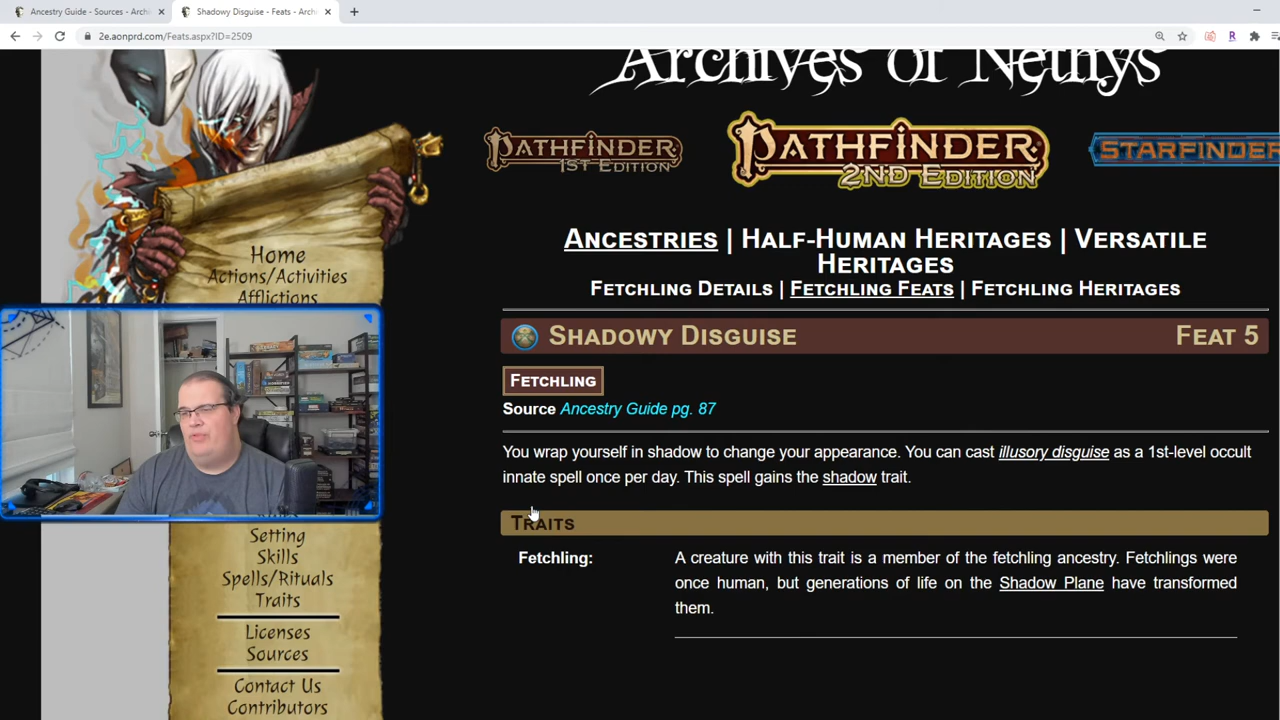 Ancestry Guide - Sources - Archi
Shadowy Disguise - Feats - Archi
2e.aonprd.com/Feats.aspx?ID=2509
Archives of Nethys
PATHFINDER
1ST EDITION
PATHFINDER
2ND EDITION
STARFINDER
Home
Actions/Activities
Afflictions
Setting
Skills
Spells/Rituals
Traits
Licenses
Sources
Contact Us
Contributors
Ancestries | Half-Human Heritages | Versatile
Heritages
Fetchling Details | Fetchling Feats | Fetchling Heritages
Shadowy Disguise Feat 5
Fetchling
Source Ancestry Guide pg. 87
You wrap yourself in shadow to change your appearance. You can cast illusory disguise as a 1st-level occult
innate spell once per day. This spell gains the shadow trait.
Traits
Fetchling: A creature with this trait is a member of the fetchling ancestry. Fetchlings were
once human, but generations of life on the Shadow Plane have transformed
them.